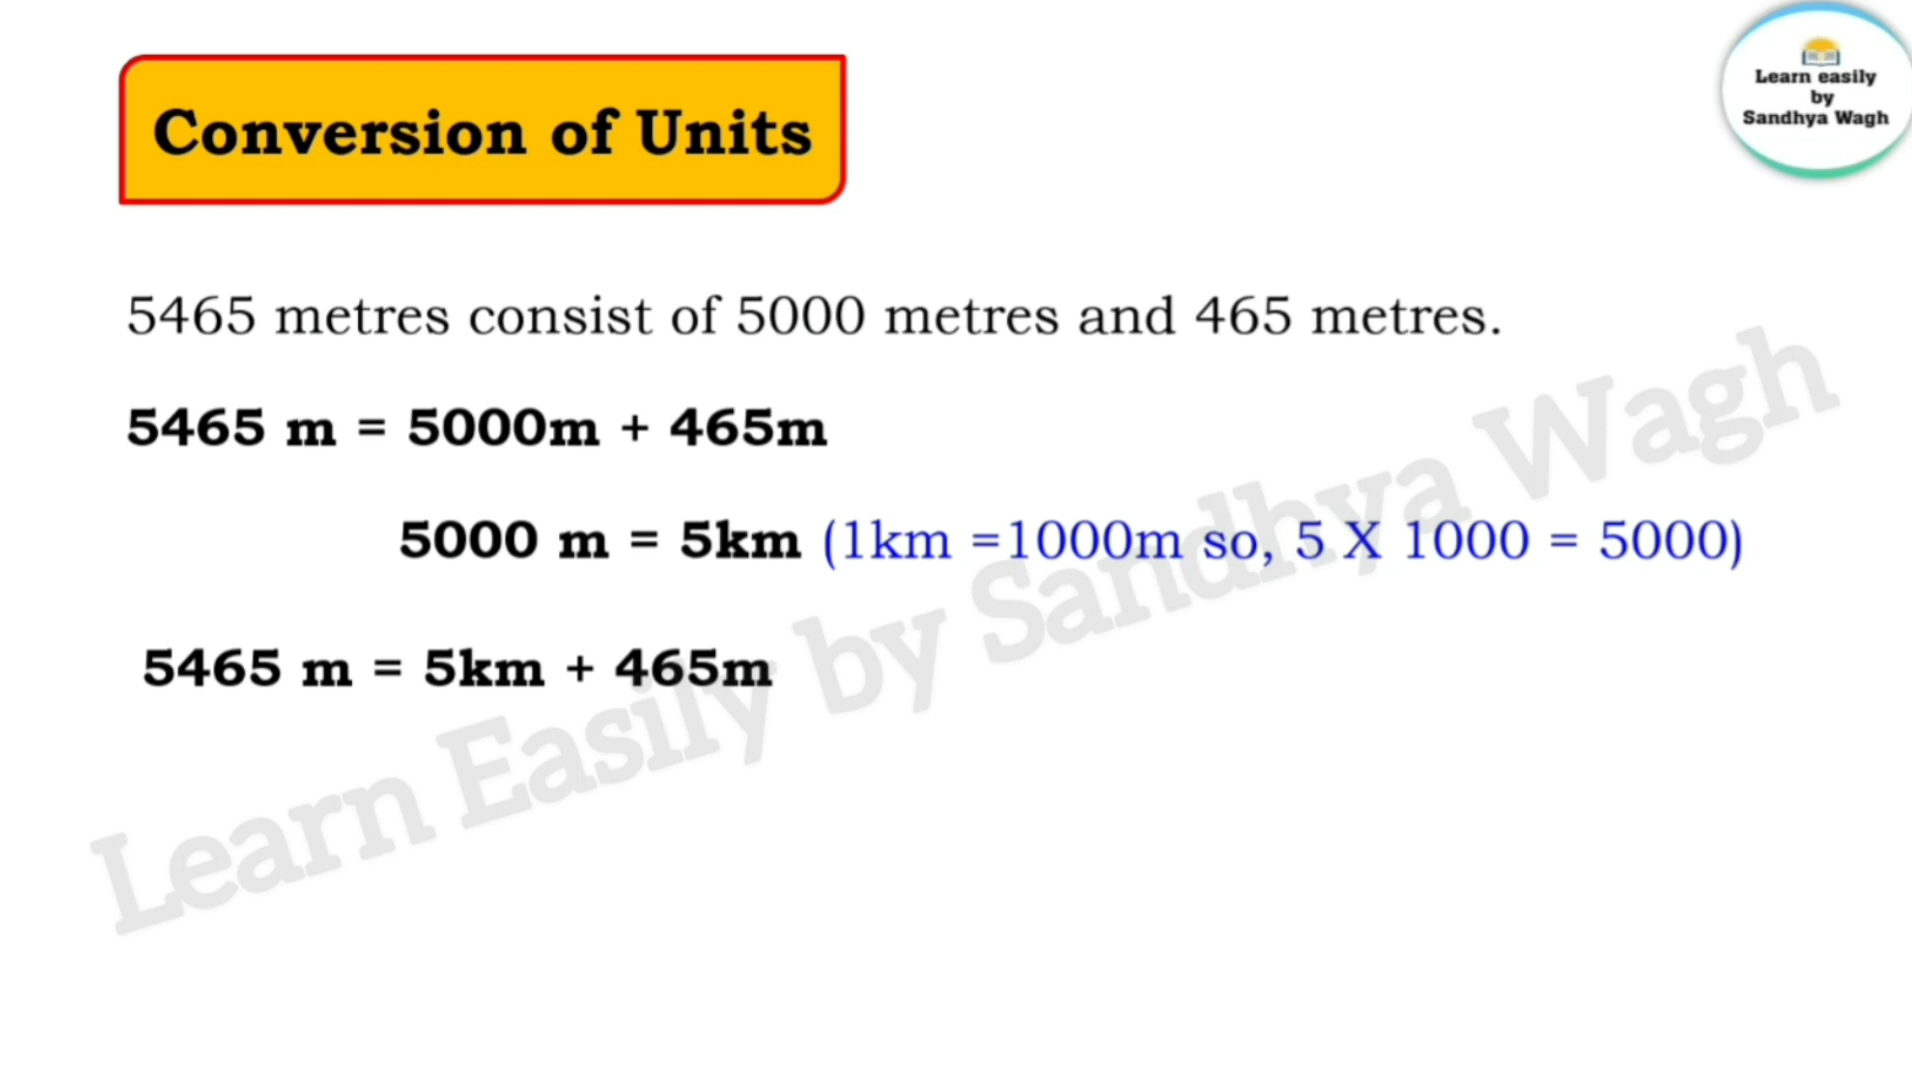 Learn easily
by
Sandhya Wagh
Conversion of Units
5465 metres consist of 5000 metres and 465 metres.
5465 m = 5000m + 465m
5000 m = 5km (1km =1000m so, 5 X 1000 = 5000)
5465 m = 5km + 465m
Learn Easily by Sandhya Wagh